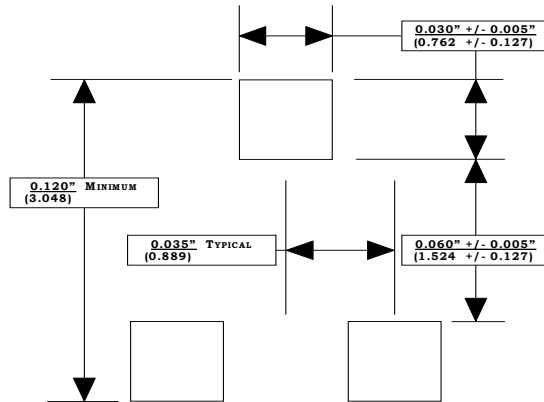 0.030" +/- 0.005"
(0.762 +/- 0.127)
0.120" MINIMUM
(3.048)
0.035" TYPICAL
(0.889)
0.060" +/- 0.005"
(1.524 +/- 0.127)